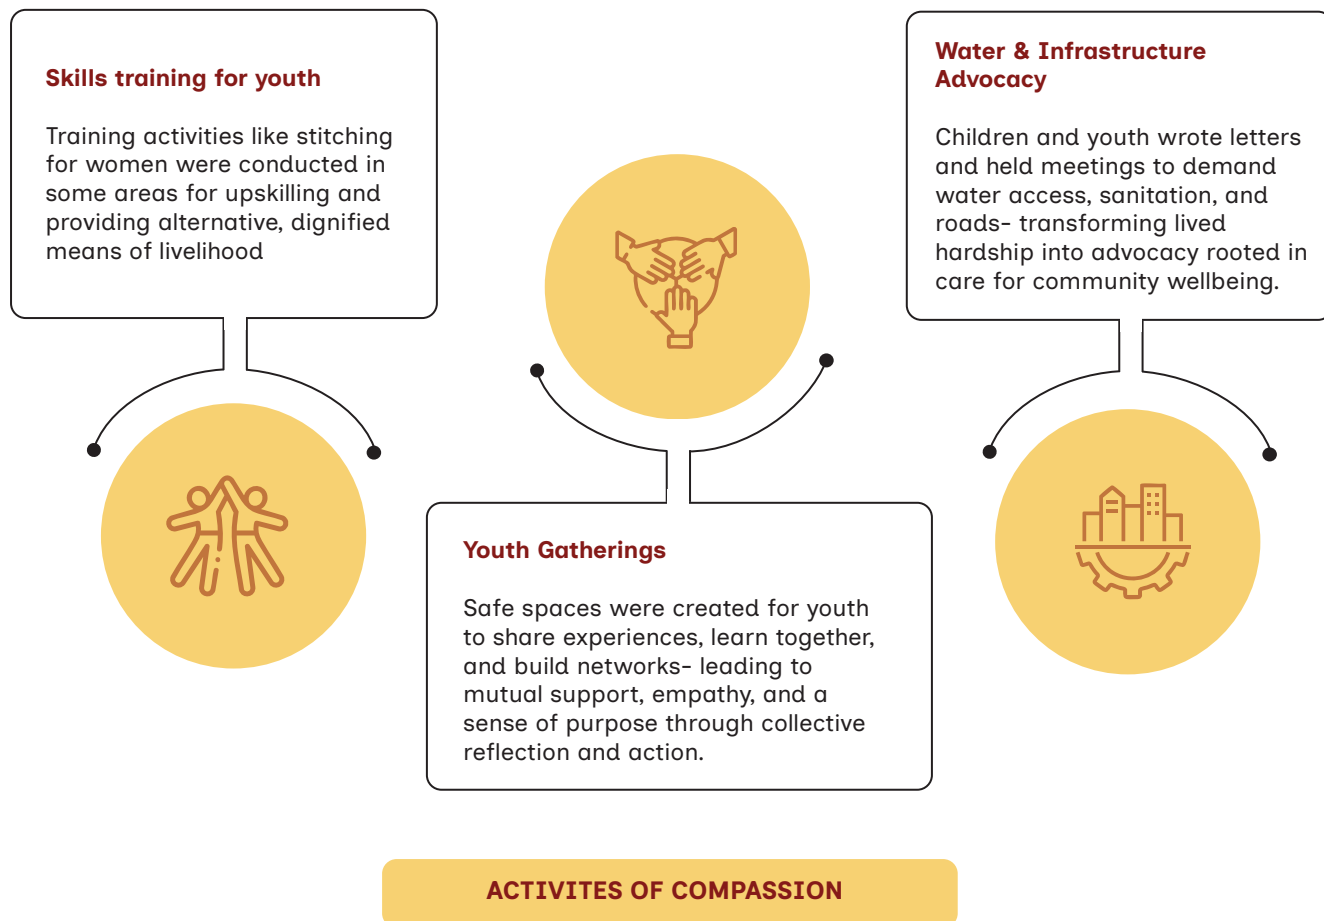 Skills training for youth
Training activities like stitching
for women were conducted in
some areas for upskilling and
providing alternative, dignified
means of livelihood
Youth Gatherings
Safe spaces were created for youth
to share experiences, learn together,
and build networks- leading to
mutual support, empathy, and a
sense of purpose through collective
reflection and action.
Water & Infrastructure
Advocacy
Children and youth wrote letters
and held meetings to demand
water access, sanitation, and
roads- transforming lived
hardship into advocacy rooted in
care for community wellbeing.
ACTIVITES OF COMPASSION